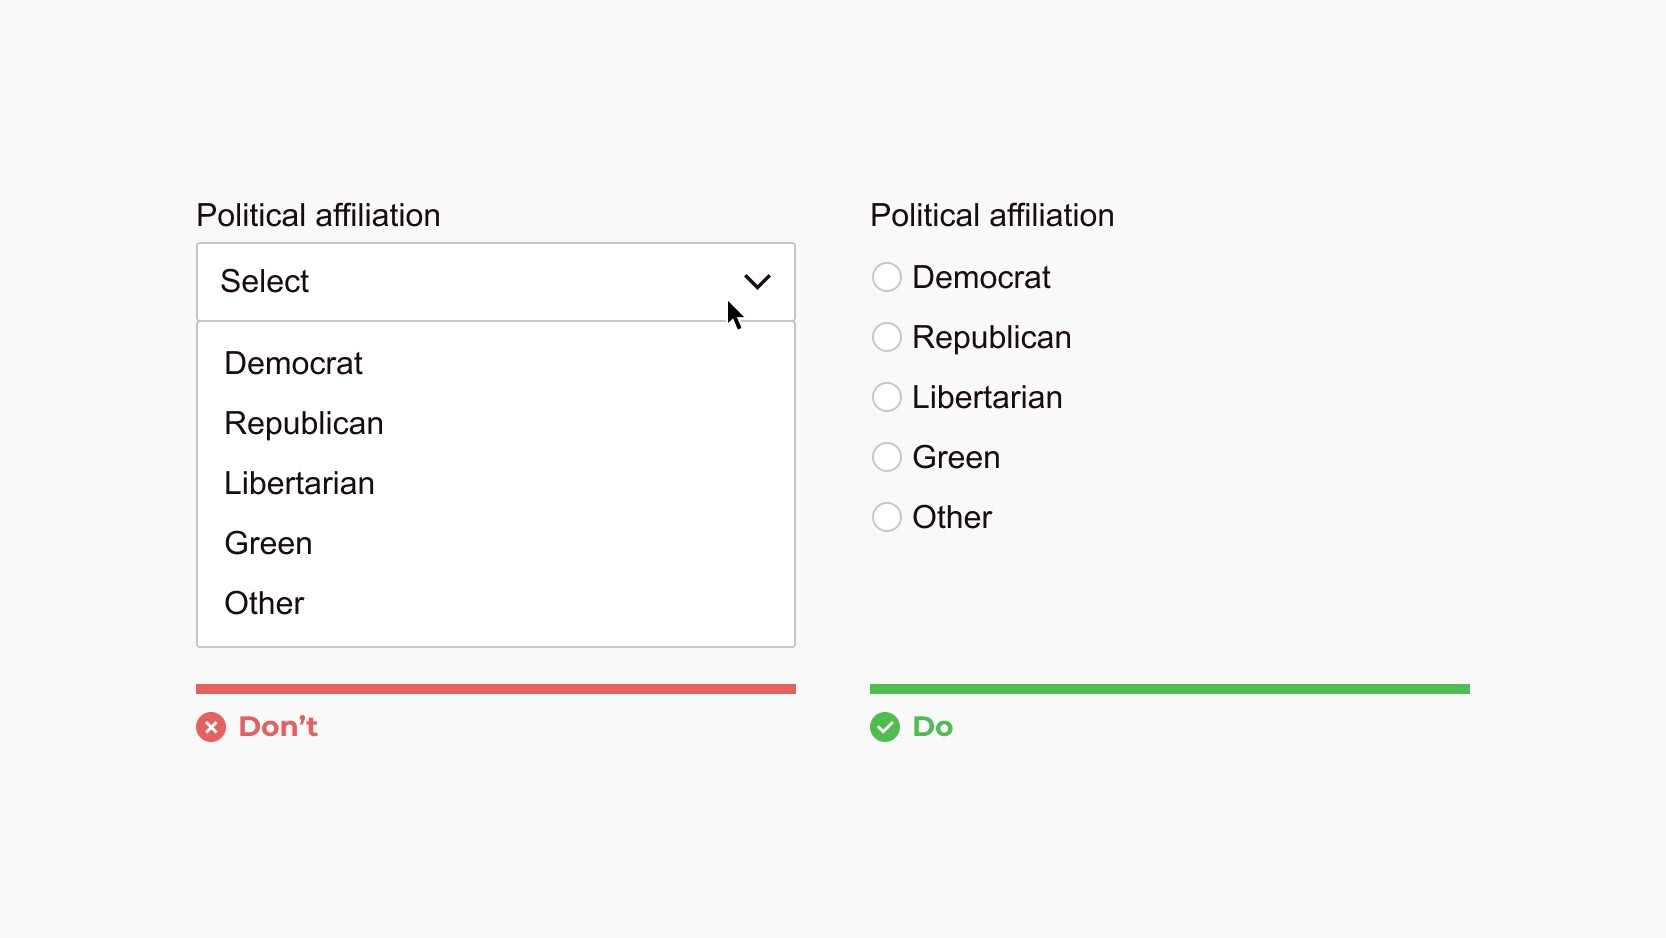 Political affiliation
Select
Democrat
Republican
Libertarian
Green
Other
Don’t
Political affiliation
Democrat
Republican
Libertarian
Green
Other
Do